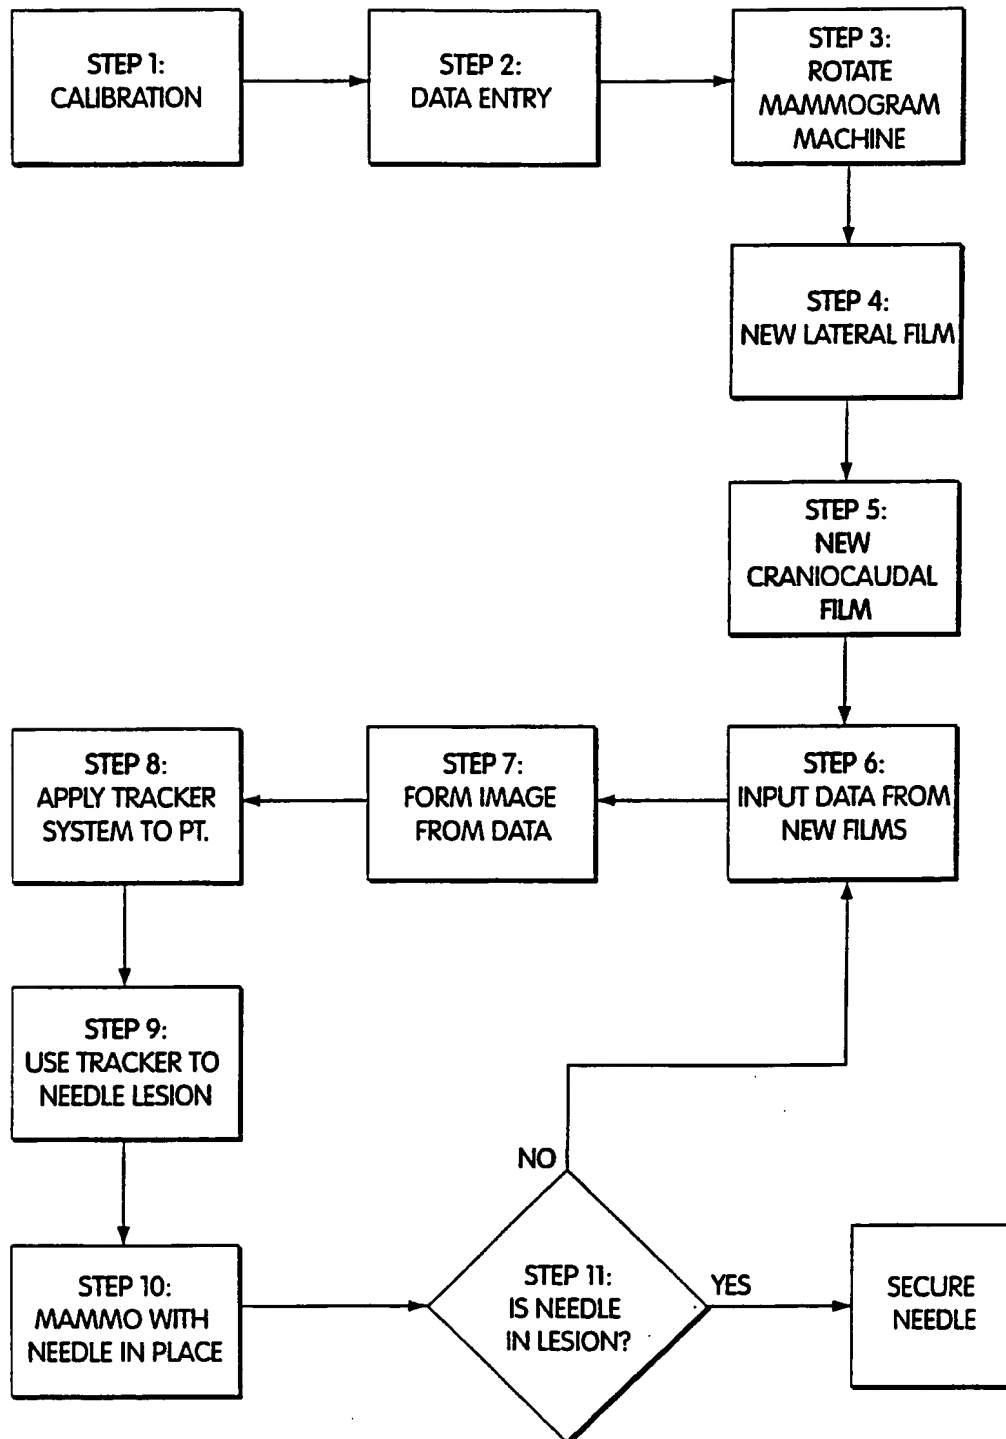 STEP 1:
CALIBRATION
STEP 2:
DATA ENTRY
STEP 3:
ROTATE
MAMMOGRAM
MACHINE
STEP 4:
NEW LATERAL FILM
STEP 5:
NEW
CRANIOCAUDAL
FILM
STEP 6:
INPUT DATA FROM
NEW FILMS
STEP 7:
FORM IMAGE
FROM DATA
STEP 8:
APPLY TRACKER
SYSTEM TO PT.
STEP 9:
USE TRACKER TO
NEEDLE LESION
STEP 10:
MAMMO WITH
NEEDLE IN PLACE
STEP 11:
IS NEEDLE
IN LESION?
NO
YES
SECURE
NEEDLE